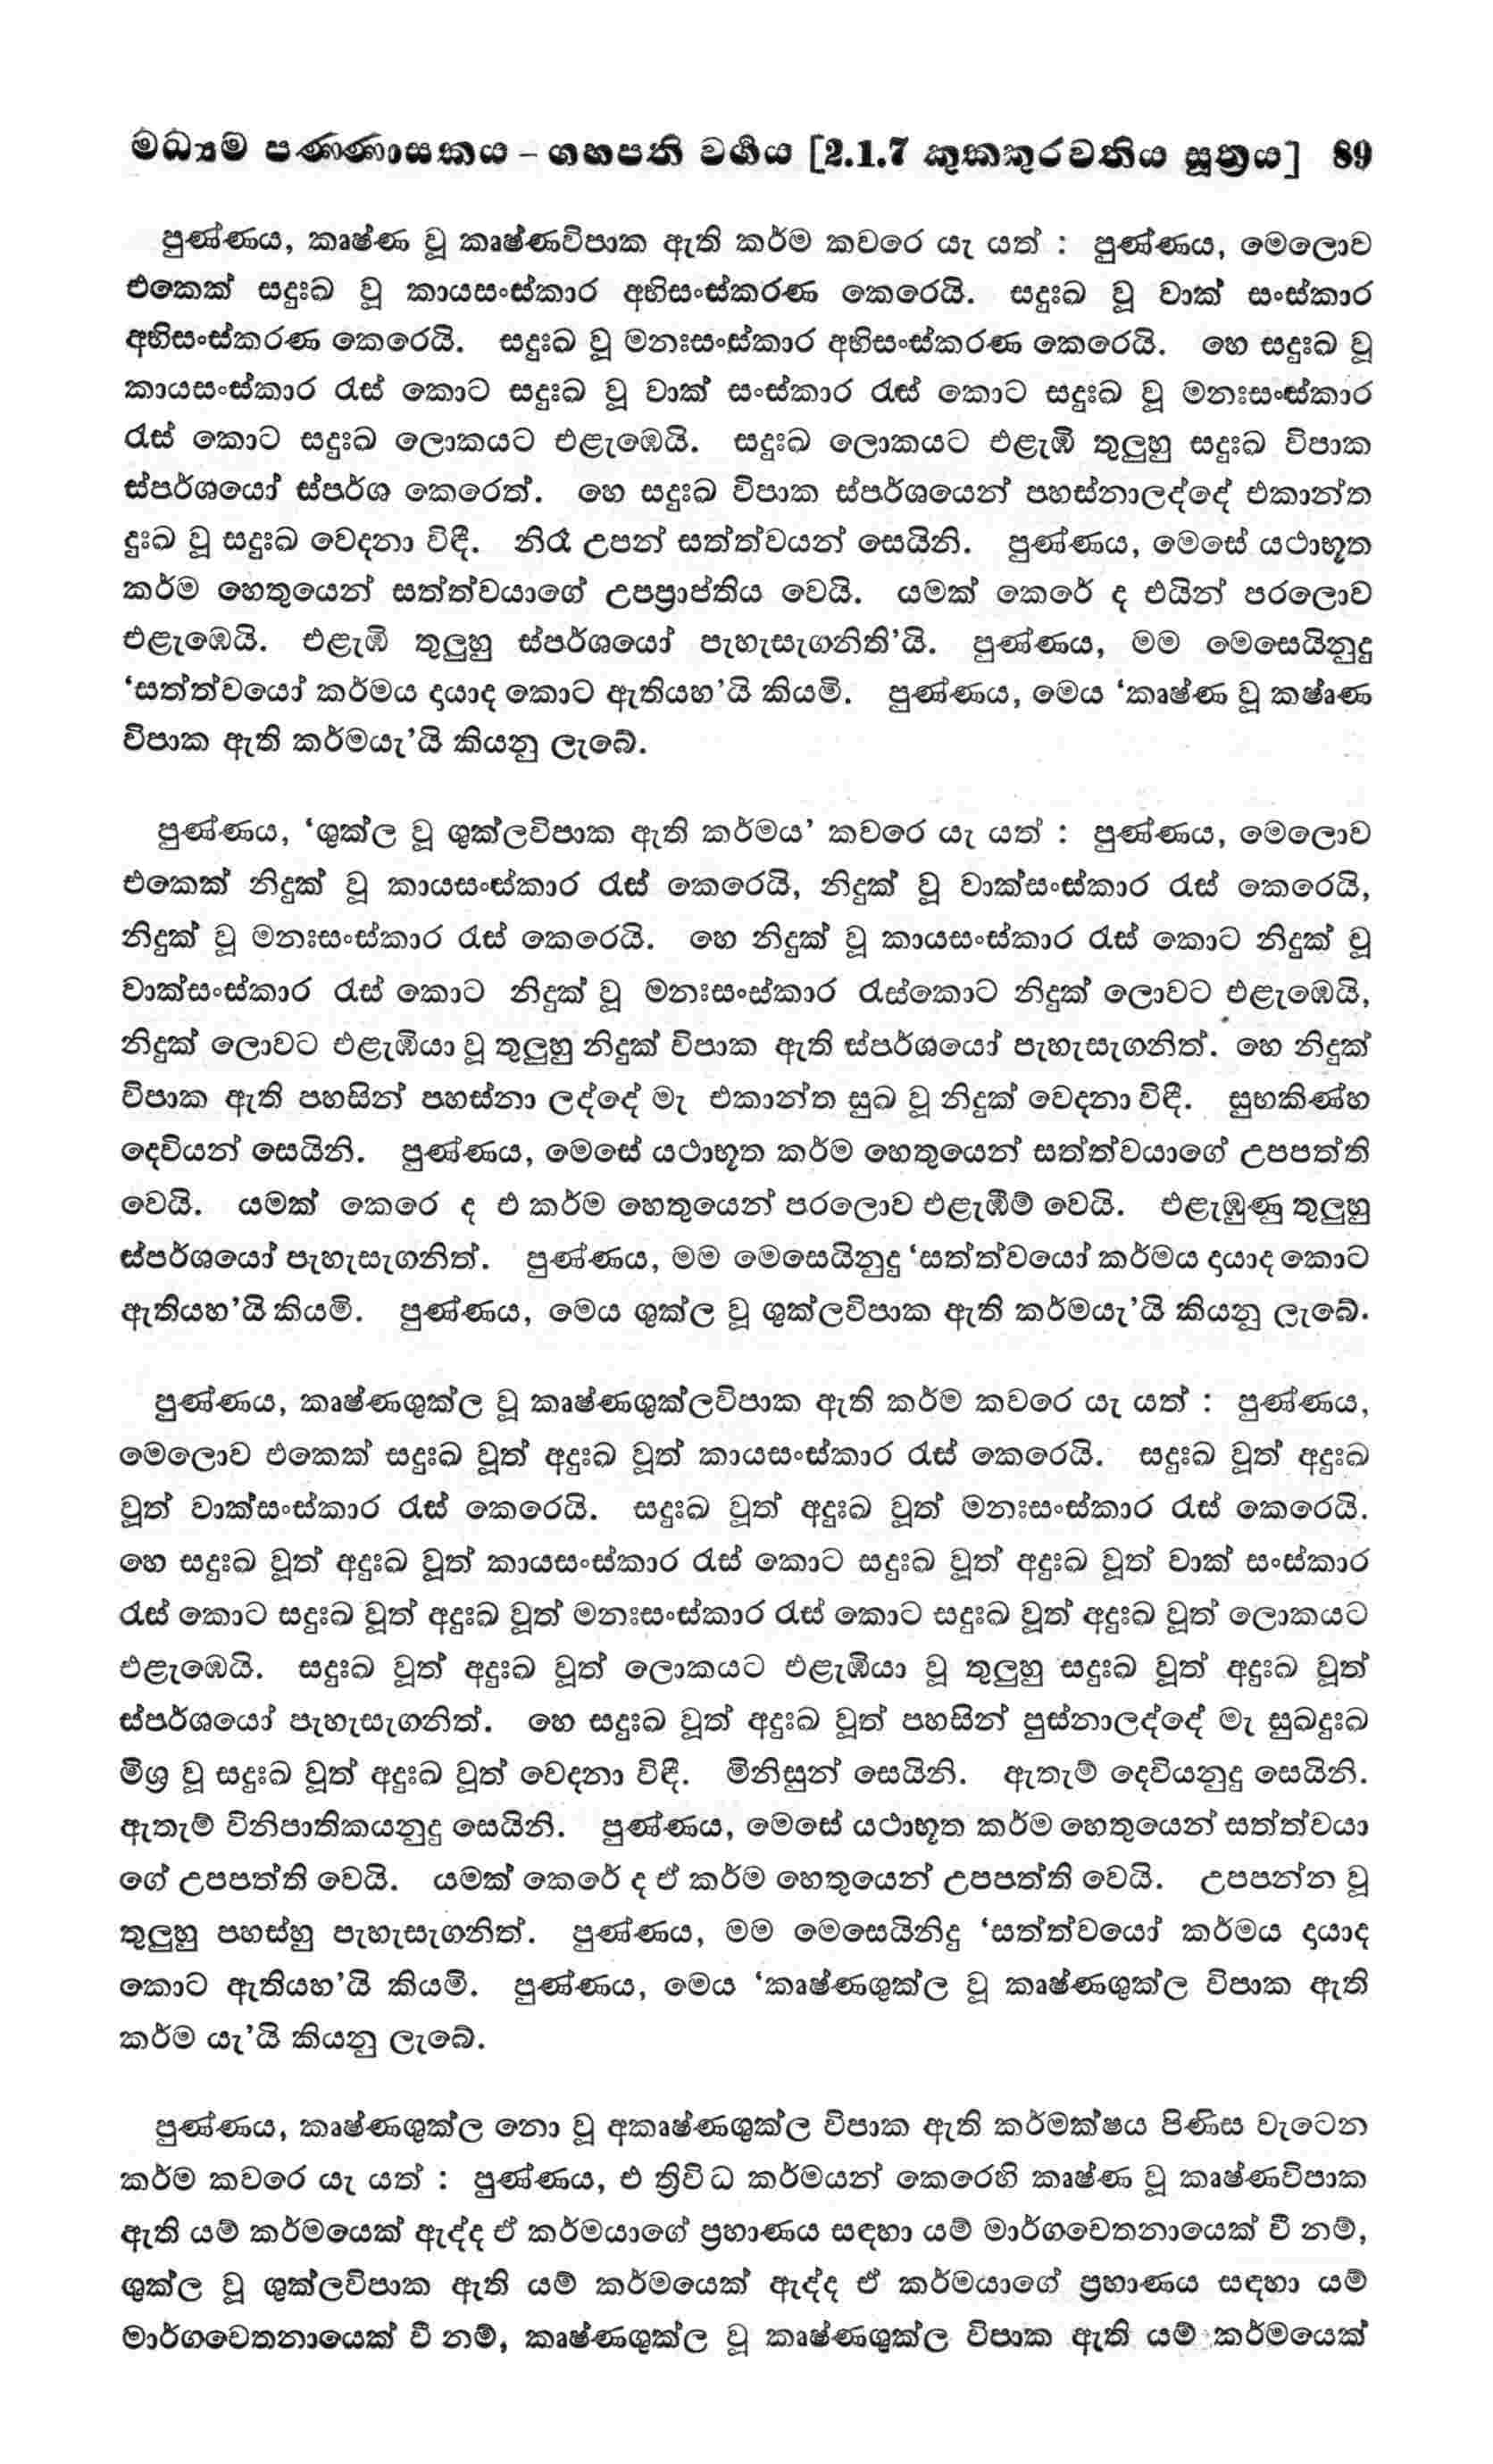 මධ්‍යම පණ්ණාසකය – ගහපති වර්ගය [2.1.7 කුක්කුරවතිය සූත්‍රය] 89
පුණ්ණය, කෘෂ්ණ වූ කෘෂ්ණවිපාක ඇති කර්ම කවරෙ යැ යත් : පුණ්ණය, මෙලොව
එකෙක් සදුඃඛ වූ කායසංස්කාර අභිසංස්කරණ කෙරෙයි. සදුඃඛ වූ වාක් සංස්කාර
අභිසංස්කරණ කෙරෙයි. සදුඃඛ වූ මනඃසංස්කාර අභිසංස්කරණ කෙරෙයි. හෙ සදුඃඛ වූ
කායසංස්කාර රැස් කොට සදුඃඛ වූ වාක් සංස්කාර රැස් කොට සදුඃඛ වූ මනඃසංස්කාර
රැස් කොට සදුඃඛ ලොකයට එළැඹෙයි. සදුඃඛ ලොකයට එළැඹි තුලුහු සදුඃඛ විපාක
ස්පර්ශයෝ ස්පර්ශ කෙරෙත්. හෙ සදුඃඛ විපාක ස්පර්ශයෙන් පහස්නාලද්දේ එකාන්ත
දුඃඛ වූ සදුඃඛ වෙදනා විඳී. නිරෑ උපන් සත්ත්වයන් සෙයිනි. පුණ්ණය, මෙසේ යථාභූත
කර්ම හෙතුයෙන් සත්ත්වයාගේ උපප්‍රාප්තිය වෙයි. යමක් කෙරේ ද එයින් පරලොව
එළැඹෙයි. එළැඹි තුලුහු ස්පර්ශයෝ පැහැසැගනිති’යි. පුණ්ණය, මම මෙසෙයිනුදු
‘සත්ත්වයෝ කර්මය දායාද කොට ඇතියහ’යි කියමි. පුණ්ණය, මෙය ‘කෘෂ්ණ වූ කෂ්ෘණ
විපාක ඇති කර්මයැ’යි කියනු ලැබේ.
පුණ්ණය, ‘ශුක්ල වූ ශුක්ලවිපාක ඇති කර්මය’ කවරෙ යැ යත් : පුණ්ණය, මෙලොව
එකෙක් නිදුක් වූ කායසංස්කාර රැස් කෙරෙයි, නිදුක් වූ වාක්සංස්කාර රැස් කෙරෙයි,
නිදුක් වූ මනඃසංස්කාර රැස් කෙරෙයි. හෙ නිදුක් වූ කායසංස්කාර රැස් කොට නිදුක් වූ
වාක්සංස්කාර රැස් කොට නිදුක් වූ මනඃසංස්කාර රැස්කොට නිදුක් ලොවට එළැඹෙයි,
නිදුක් ලොවට එළැඹියා වූ තුලුහු නිදුක් විපාක ඇති ස්පර්ශයෝ පැහැසැගනිත්. හෙ නිදුක්
විපාක ඇති පහසින් පහස්නා ලද්දේ මැ එකාන්ත සුඛ වූ නිදුක් වෙදනා විඳී. සුභකිණ්හ
දෙවියන් සෙයිනි. පුණ්ණය, මෙසේ යථාභූත කර්ම හෙතුයෙන් සත්ත්වයාගේ උපපත්ති
වෙයි. යමක් කෙරෙ ද එ කර්ම හෙතුයෙන් පරලොව එළැඹීම් වෙයි. එළැඹුණු තුලුහු
ස්පර්ශයෝ පැහැසැගනිත්. පුණ්ණය, මම මෙසෙයිනුදු ‘සත්ත්වයෝ කර්මය දායාද කොට
ඇතියහ’යි කියමි. පුණ්ණය, මෙය ශුක්ල වූ ශුක්ලවිපාක ඇති කර්මයැ’යි කියනු ලැබේ.
පුණ්ණය, කෘෂ්ණශුක්ල වූ කෘෂ්ණශුක්ලවිපාක ඇති කර්ම කවරෙ යැ යත් : පුණ්ණය,
මෙලොව එකෙක් සදුඃඛ වූත් අදුඃඛ වූත් කායසංස්කාර රැස් කෙරෙයි. සදුඃඛ වූත් අදුඃඛ
වූත් වාක්සංස්කාර රැස් කෙරෙයි. සදුඃඛ වූත් අදුඃඛ වූත් මනඃසංස්කාර රැස් කෙරෙයි.
හෙ සදුඃඛ වූත් අදුඃඛ වූත් කායසංස්කාර රැස් කොට සදුඃඛ වූත් අදුඃඛ වූත් වාක් සංස්කාර
රැස් කොට සදුඃඛ වූත් අදුඃඛ වූත් මනඃසංස්කාර රැස් කොට සදුඃඛ වූත් අදුඃඛ වූත් ලොකයට
එළැඹෙයි. සදුඃඛ වූත් අදුඃඛ වූත් ලොකයට එළැඹියා වූ තුලුහු සදුඃඛ වූත් අදුඃඛ වූත්
ස්පර්ශයෝ පැහැසැගනිත්. හෙ සදුඃඛ වූත් අදුඃඛ වූත් පහසින් පුස්නාලද්දේ මැ සුඛදුඃඛ
මිශ්‍ර වූ සදුඃඛ වූත් අදුඃඛ වූත් වෙදනා විඳී. මිනිසුන් සෙයිනි. ඇතැම් දෙවියනුදු සෙයිනි.
ඇතැම් විනිපාතිකයනුදු සෙයිනි. පුණ්ණය, මෙසේ යථාභූත කර්ම හෙතුයෙන් සත්ත්වයා
ගේ උපපත්ති වෙයි. යමක් කෙරේ ද ඒ කර්ම හෙතුයෙන් උපපත්ති වෙයි. උපපන්න වූ
තුලුහු පහස්හු පැහැසැගනිත්. පුණ්ණය, මම මෙසෙයිනිදු ‘සත්ත්වයෝ කර්මය දායාද
කොට ඇතියහ’යි කියමි. පුණ්ණය, මෙය ‘කෘෂ්ණශුක්ල වූ කෘෂ්ණශුක්ල විපාක ඇති
කර්ම යැ’යි කියනු ලැබේ.
පුණ්ණය, කෘෂ්ණශුක්ල නො වූ අකෘෂ්ණශුක්ල විපාක ඇති කර්මක්ෂය පිණිස වැටෙන
කර්ම කවරෙ යැ යත් : පුණ්ණය, එ ත්‍රිවිධ කර්මයන් කෙරෙහි කෘෂ්ණ වූ කෘෂ්ණවිපාක
ඇති යම් කර්මයෙක් ඇද්ද ඒ කර්මයාගේ ප්‍රහාණය සඳහා යම් මාර්ගචෙතනායෙක් වී නම්,
ශුක්ල වූ ශුක්ලවිපාක ඇති යම් කර්මයෙක් ඇද්ද ඒ කර්මයාගේ ප්‍රහාණය සඳහා යම්
මාර්ගචෙතනායෙක් වී නම්, කෘෂ්ණශුක්ල වූ කෘෂ්ණශුක්ල විපාක ඇති යම් කර්මයෙක්